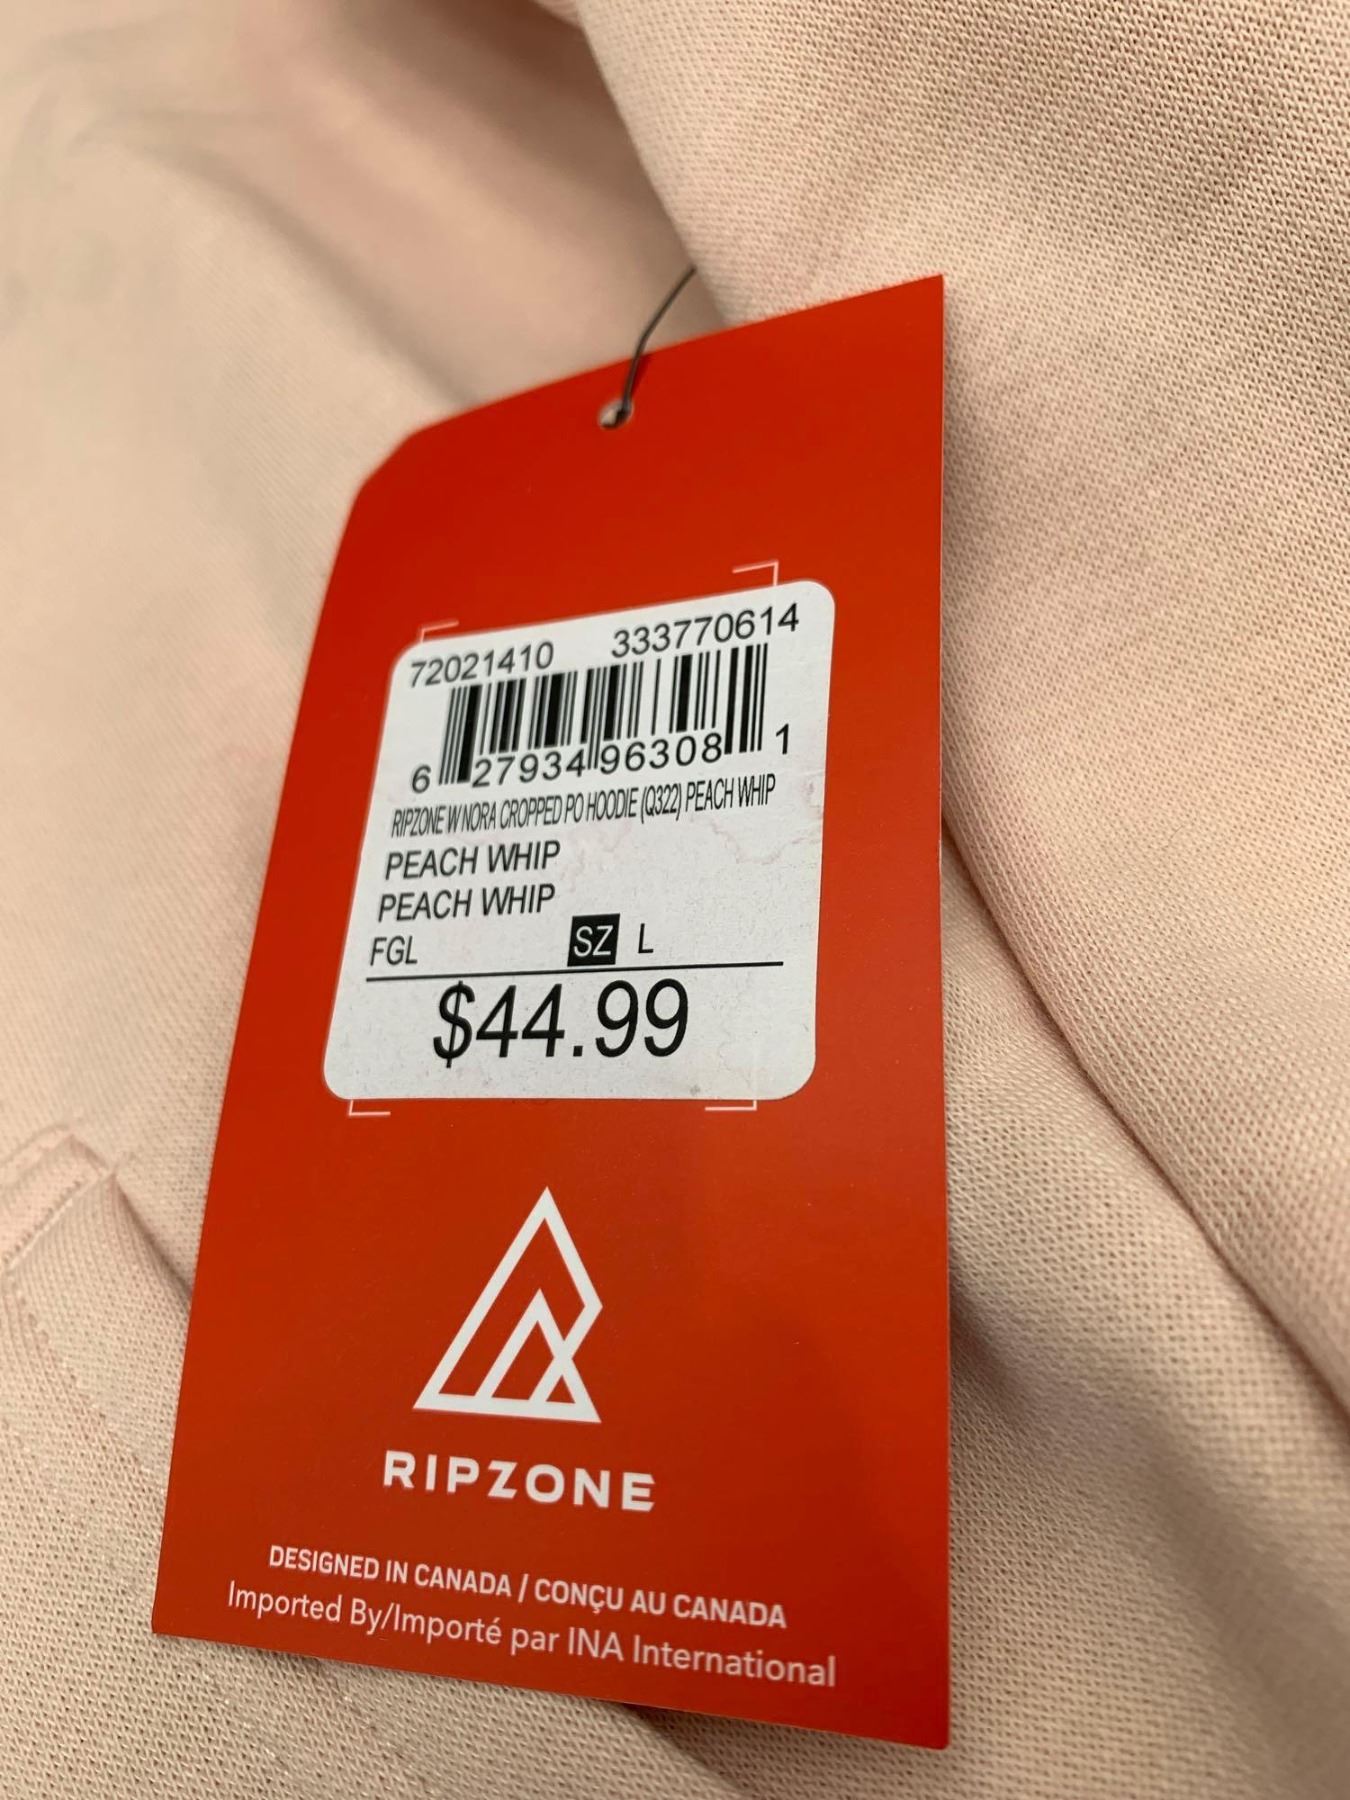 72021410 333770614
6 27934 96308 1
RIPZONE W NORA CROPPED PO HOODIE (Q322) PEACH WHIP
PEACH WHIP
PEACH WHIP
FGL SZ L
$44.99
RIPZONE
DESIGNED IN CANADA / CONÇU AU CANADA
Imported By/Importé par INA International